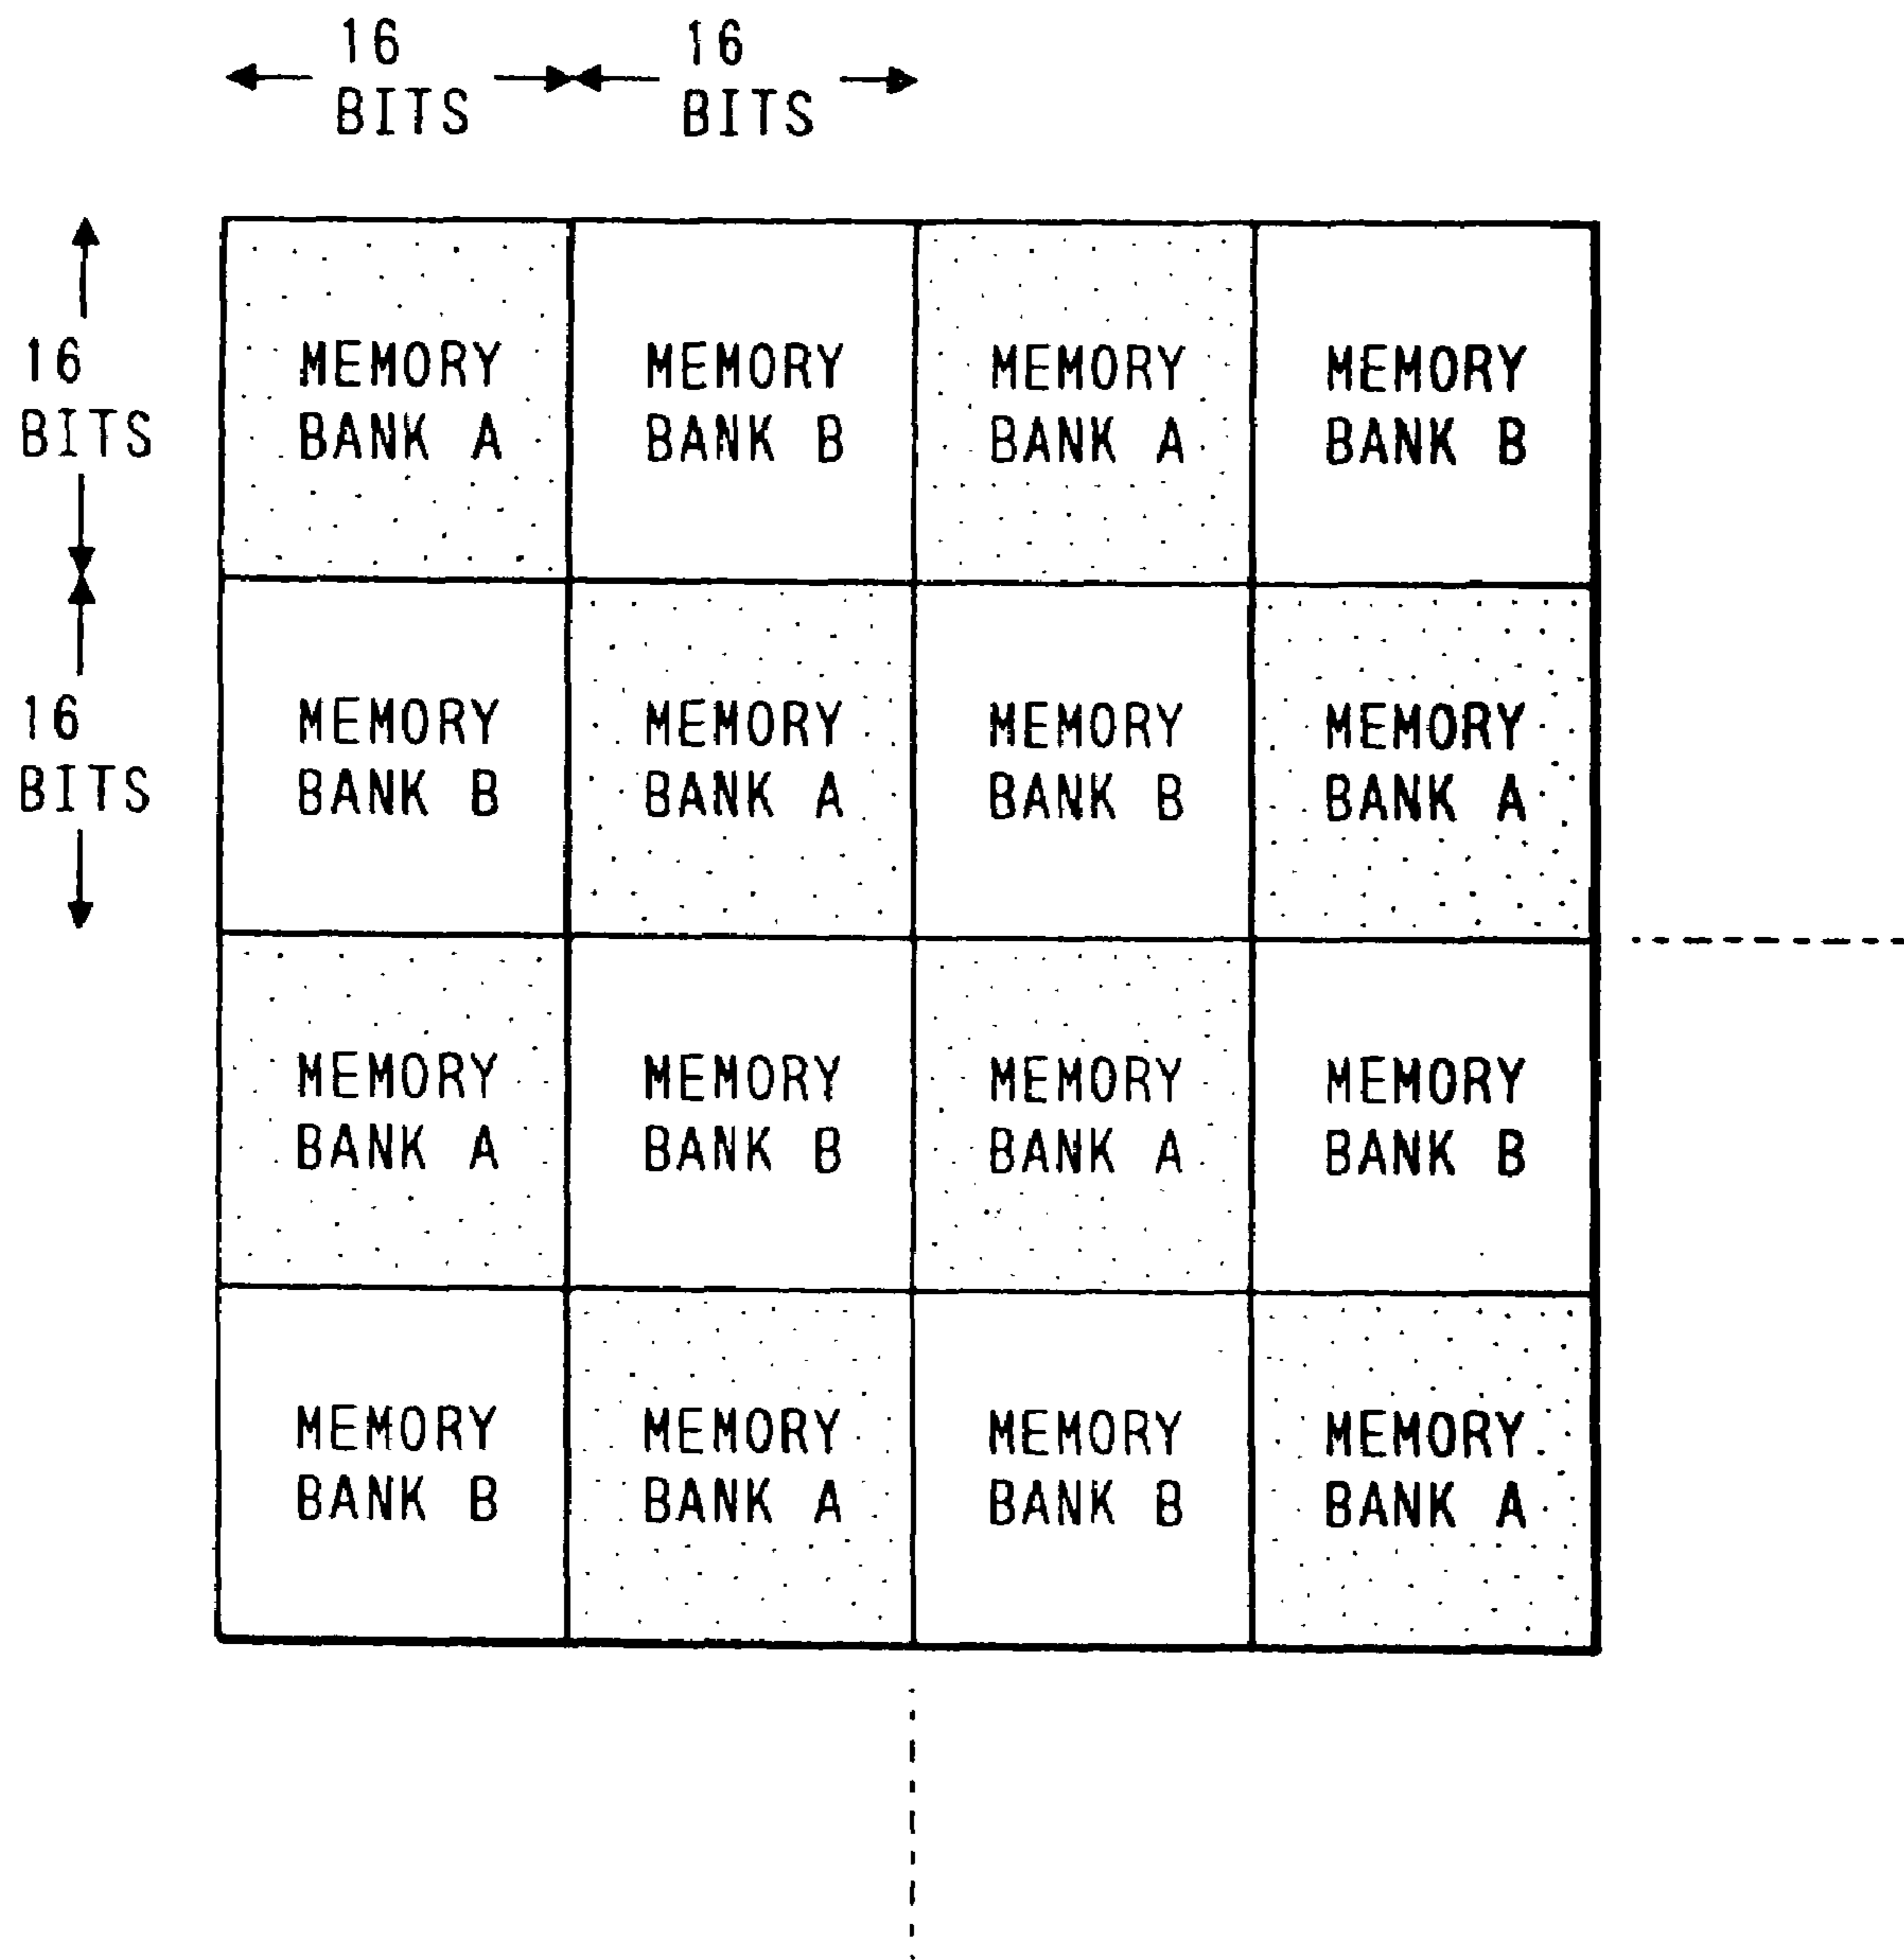 16 16
BITS BITS
16
BITS
MEMORY MEMORY MEMORY MEMORY
BANK A BANK B BANK A BANK B
16
BITS
MEMORY MEMORY MEMORY MEMORY
BANK B BANK A BANK B BANK A
MEMORY MEMORY MEMORY MEMORY
BANK A BANK B BANK A BANK B
MEMORY MEMORY MEMORY MEMORY
BANK B BANK A BANK B BANK A